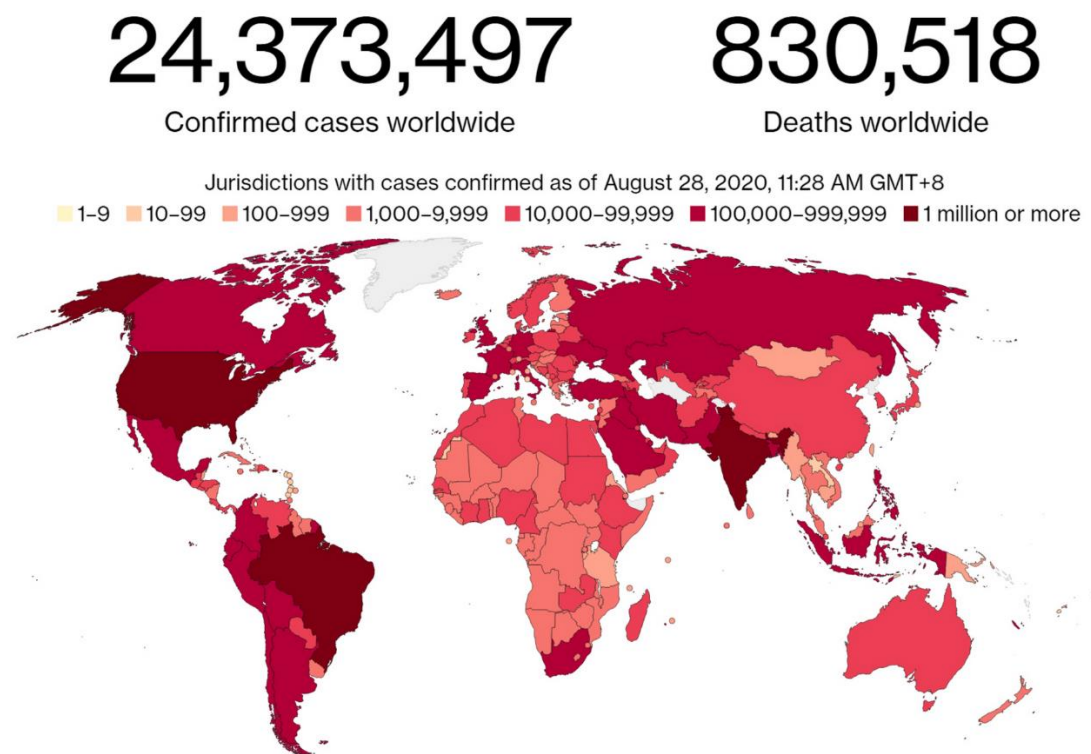 24,373,497 830,518
Confirmed cases worldwide Deaths worldwide
Jurisdictions with cases confirmed as of August 28, 2020, 11:28 AM GMT+8
1–9 10–99 100–999 1,000–9,999 10,000–99,999 100,000–999,999 1 million or more